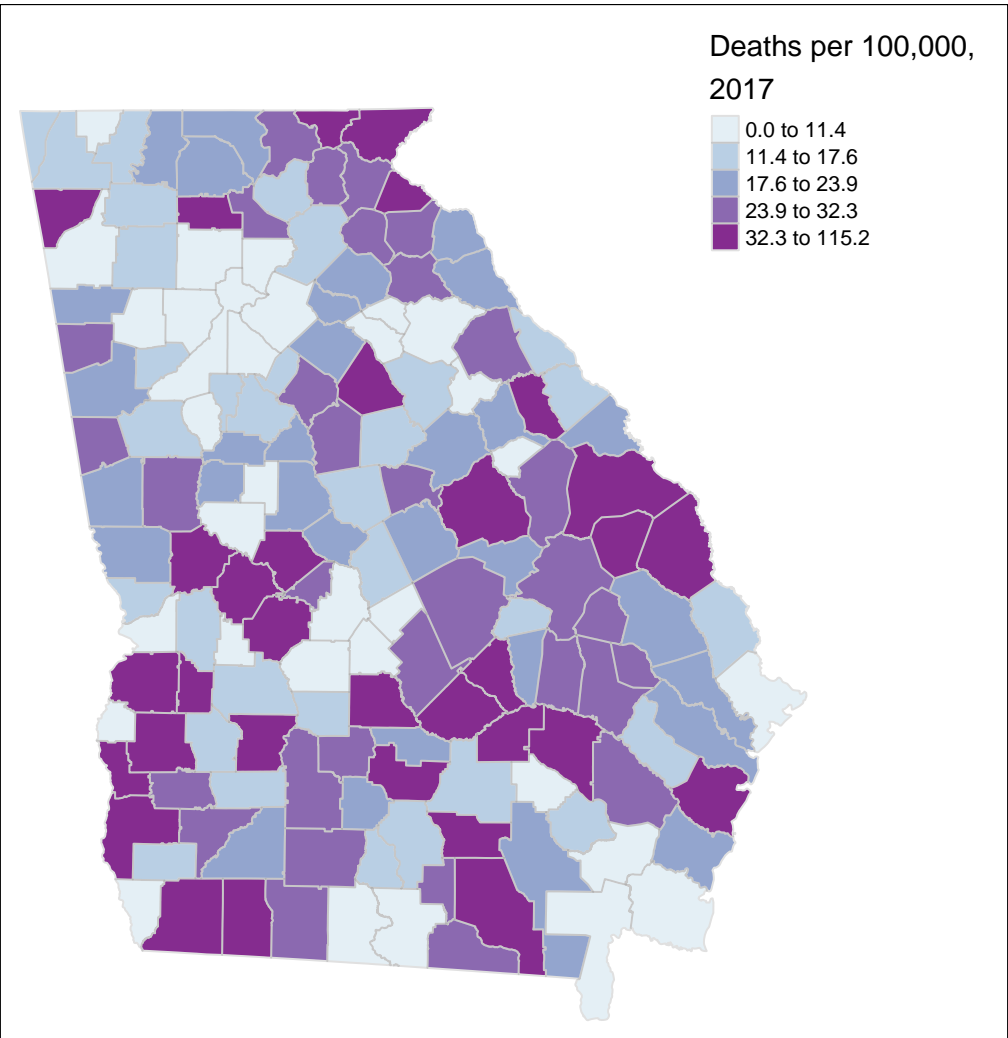 Deaths per 100,000,
2017
0.0 to 11.4
11.4 to 17.6
17.6 to 23.9
23.9 to 32.3
32.3 to 115.2